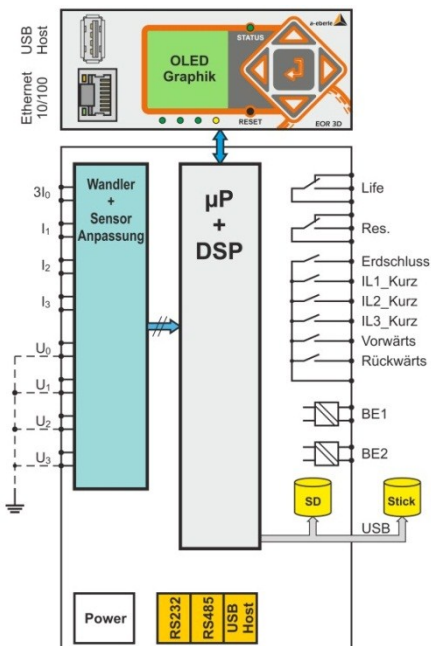 USB
Host
Ethernet
10/100
OLED
Graphik
STATUS
a-eberle
RESET
EOR 3D
3I0
I1
I2
I3
U0
U1
U2
U3
Wandler
+
Sensor
Anpassung
µP
+
DSP
Life
Res.
Erdschluss
IL1_Kurz
IL2_Kurz
IL3_Kurz
Vorwärts
Rückwärts
BE1
BE2
SD
Stick
USB
Power
RS232
RS485
USB
Host